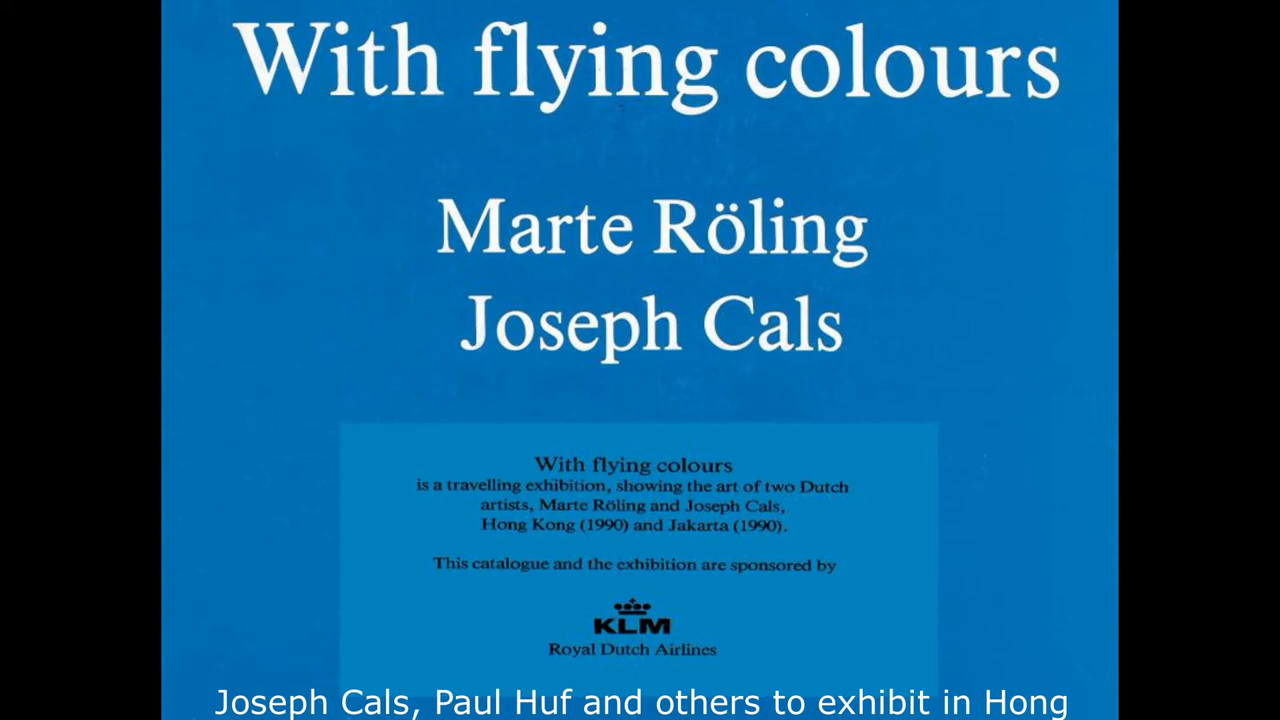 With flying colours
Marte Röling
Joseph Cals
With flying colours
is a travelling exhibition, showing the art of two Dutch
artists, Marte Röling and Joseph Cals,
Hong Kong (1990) and Jakarta (1990).
This catalogue and the exhibition are sponsored by
KLM
Royal Dutch Airlines
Joseph Cals, Paul Huf and others to exhibit in Hong